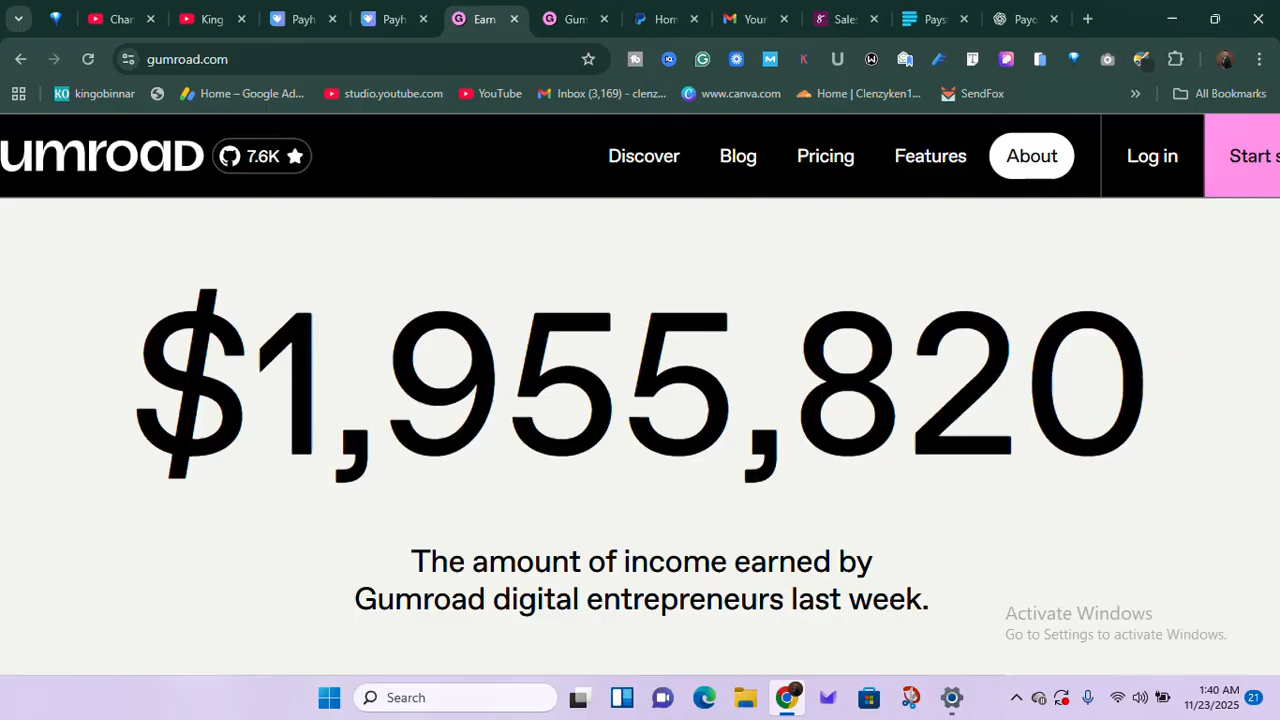 Chan
King
Payh
Payh
Earn
Gum
Hom
Your
Sales
Pays
Payo
gumroad.com
kingobinnar
Home – Google Ad...
studio.youtube.com
YouTube
Inbox (3,169) – clenz...
www.canva.com
Home | Clenzyken1...
SendFox
All Bookmarks
umroad
7.6K
Discover
Blog
Pricing
Features
About
Log in
Start s
$1,955,820
The amount of income earned by
Gumroad digital entrepreneurs last week.
Activate Windows
Go to Settings to activate Windows.
Search
1:40 AM
11/23/2025
21